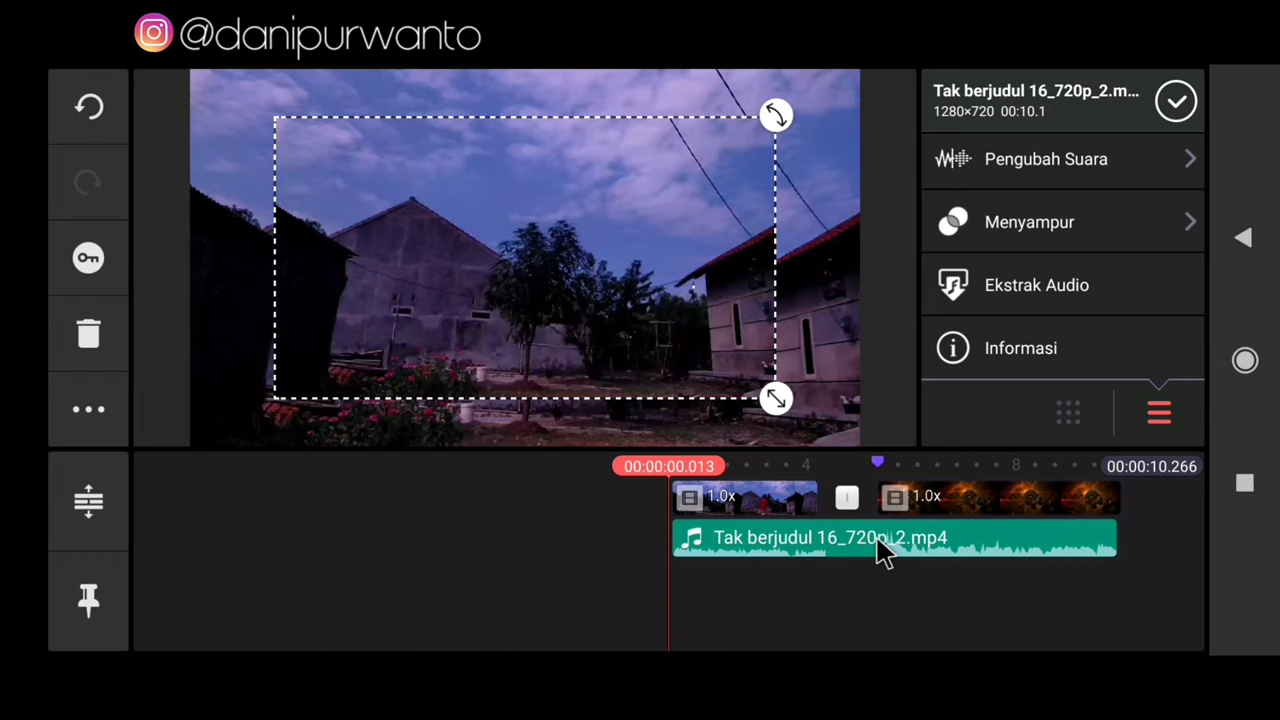 @danipurwanto
Tak berjudul 16_720p_2.m...
1280×720 00:10.1
Pengubah Suara
Menyampur
Ekstrak Audio
Informasi
00:00:00.013
4
8
00:00:10.266
1.0x
1.0x
Tak berjudul 16_720p_2.mp4